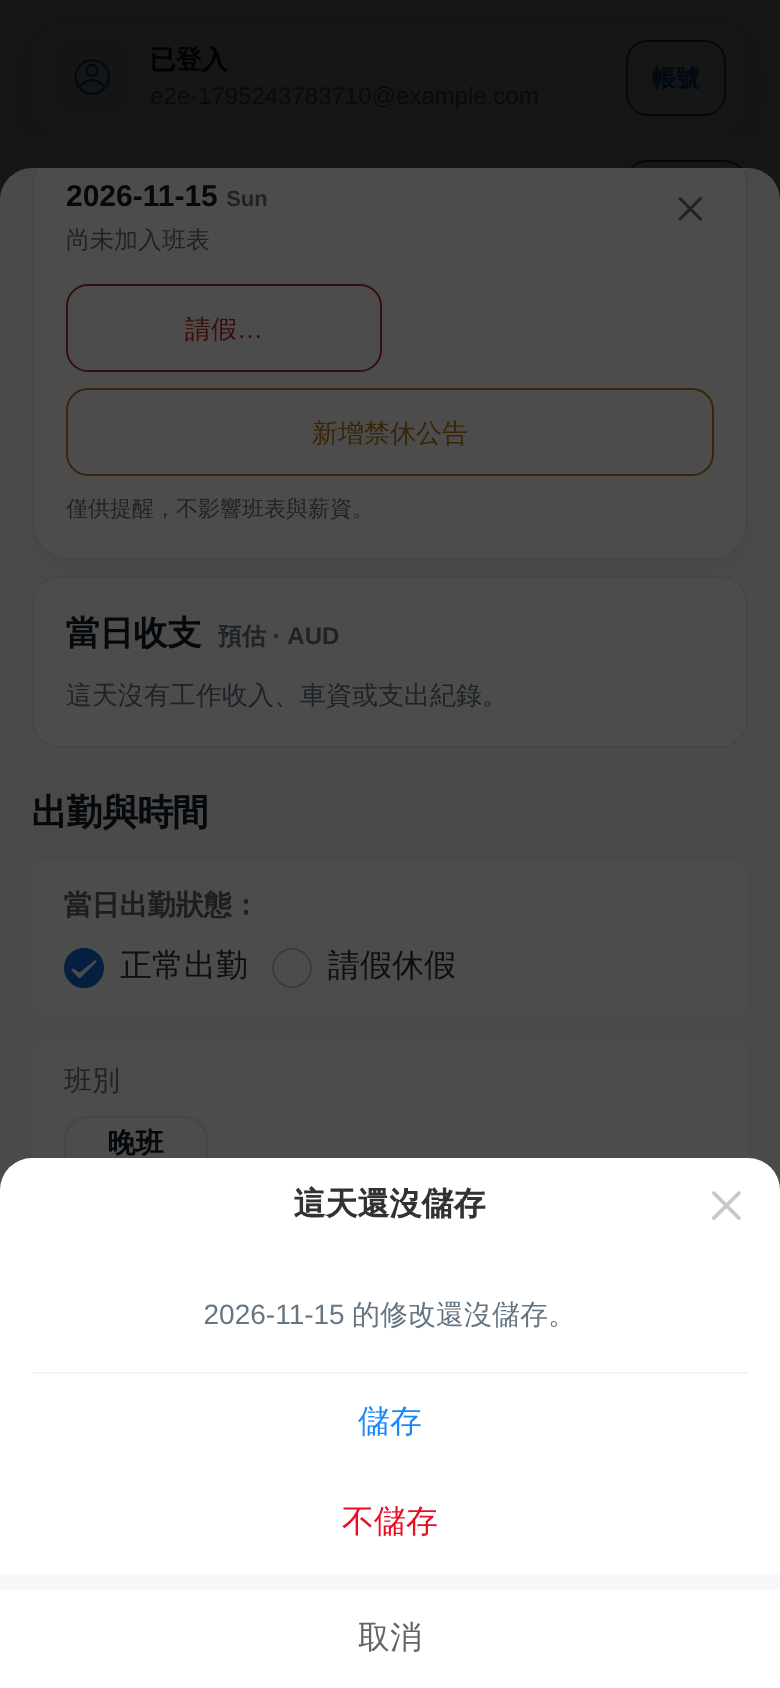 已登入
e2e-1795243783710@example.com
帳號
2026-11-15 Sun
尚未加入班表
請假…
新增禁休公告
僅供提醒，不影響班表與薪資。
當日收支 預估 · AUD
這天沒有工作收入、車資或支出紀錄。
出勤與時間
當日出勤狀態：
正常出勤 請假休假
班別
晚班
這天還沒儲存
2026-11-15 的修改還沒儲存。
儲存
不儲存
取消